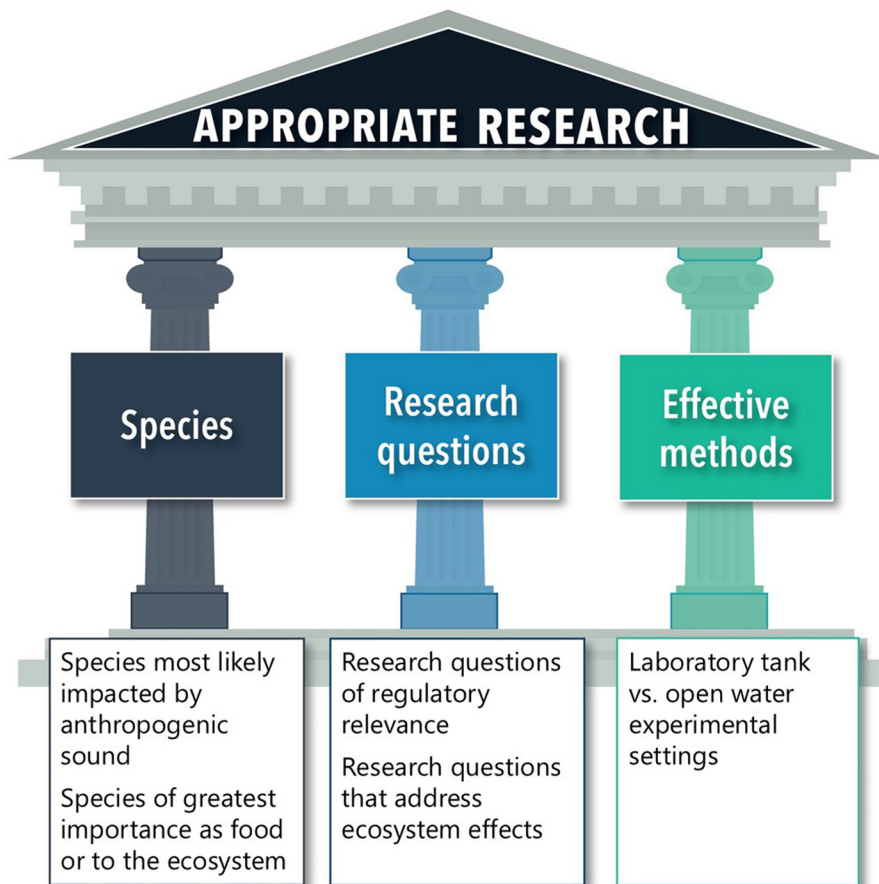 APPROPRIATE RESEARCH
Species
Research
questions
Effective
methods
Species most likely
impacted by
anthropogenic
sound
Species of greatest
importance as food
or to the ecosystem
Research questions
of regulatory
relevance
Research questions
that address
ecosystem effects
Laboratory tank
vs. open water
experimental
settings